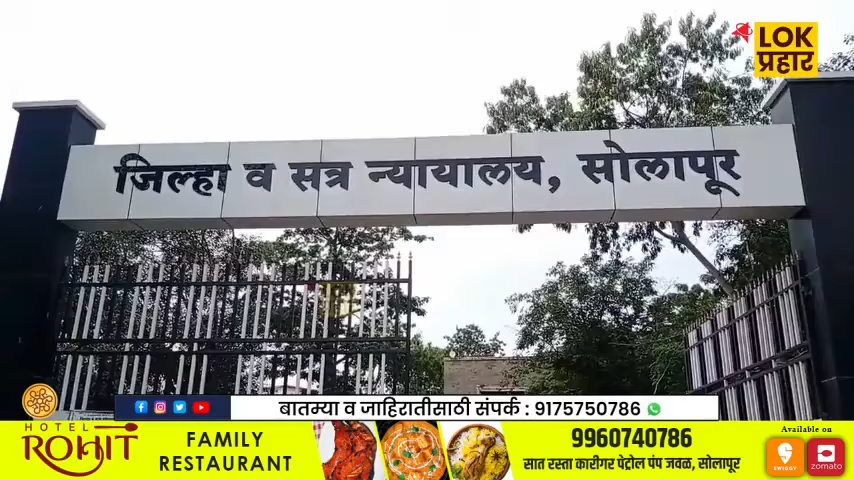 LOK
प्रहार
जिल्हा व सत्र न्यायालय, सोलापूर
बातम्या व जाहिरातीसाठी संपर्क : 9175750786
HOTEL
ROHIT
FAMILY
RESTAURANT
9960740786
सात रस्ता कारीगर पेट्रोल पंप जवळ, सोलापूर
Available on
SWIGGY
zomato